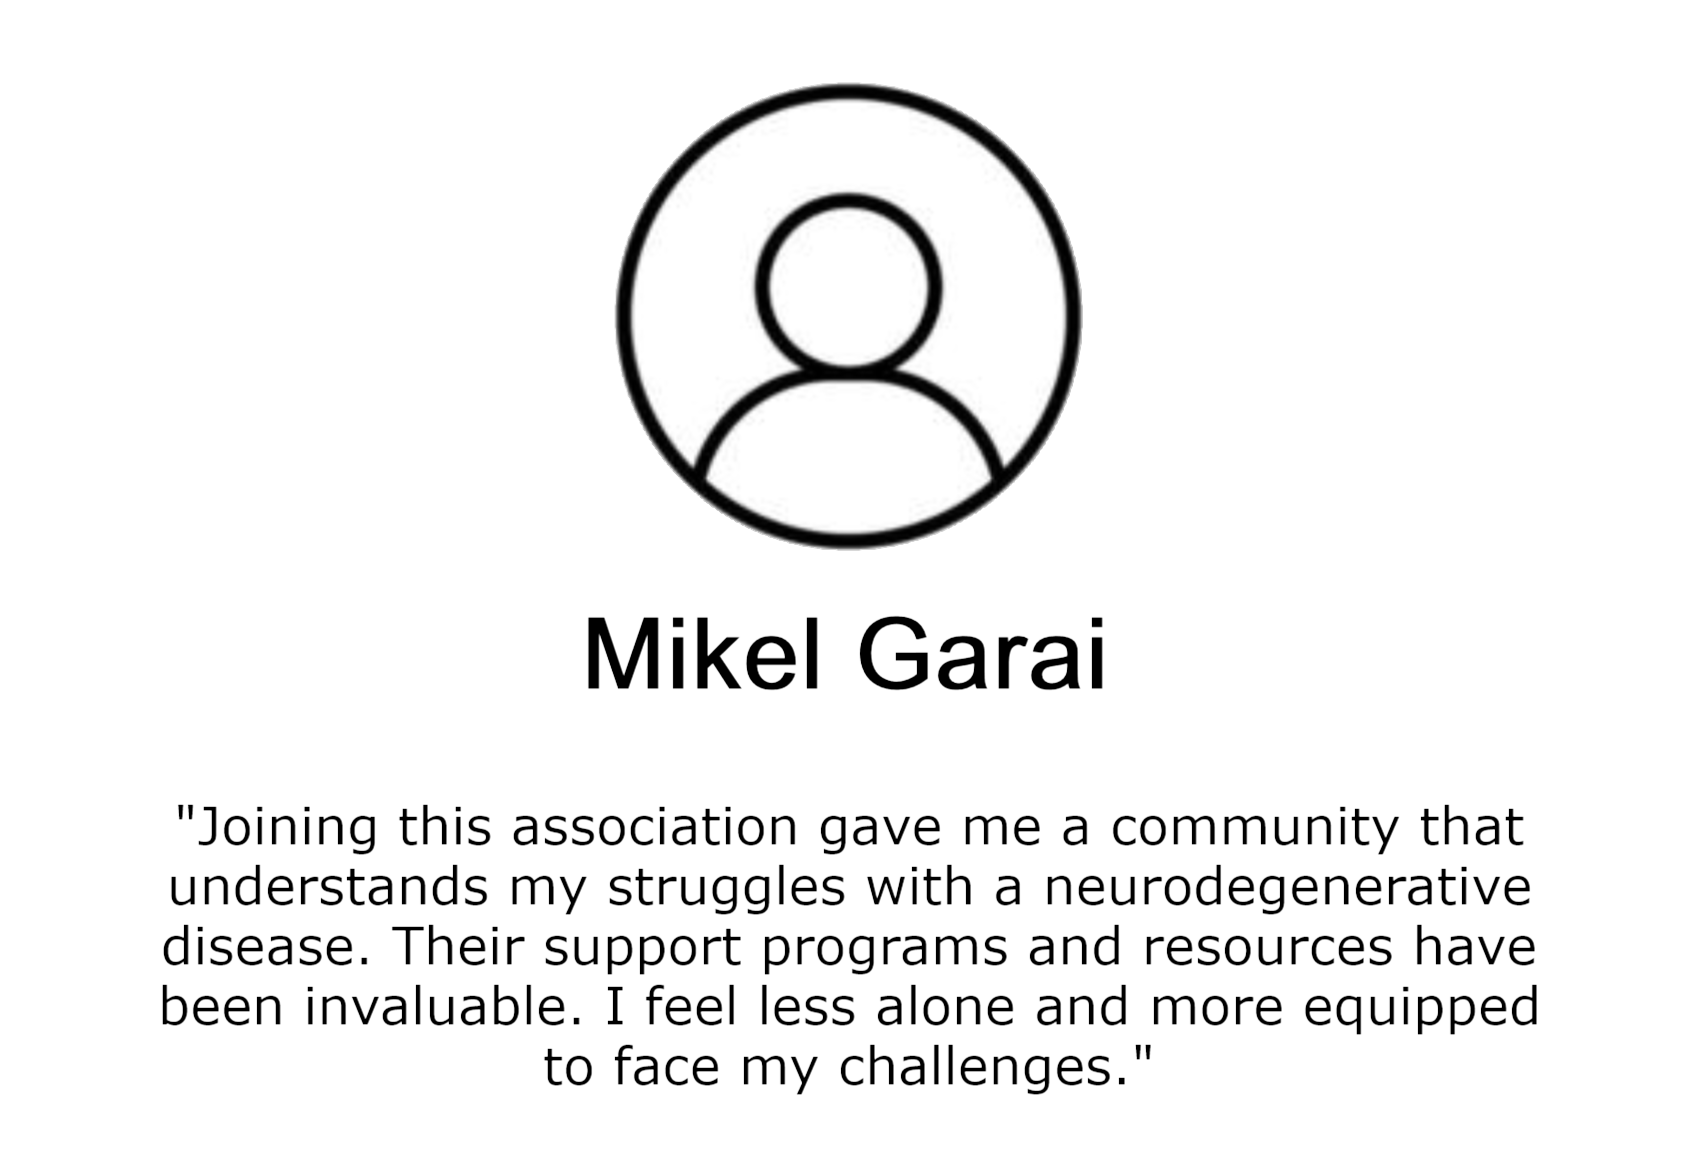 Mikel Garai
"Joining this association gave me a community that
understands my struggles with a neurodegenerative
disease. Their support programs and resources have
been invaluable. I feel less alone and more equipped
to face my challenges."